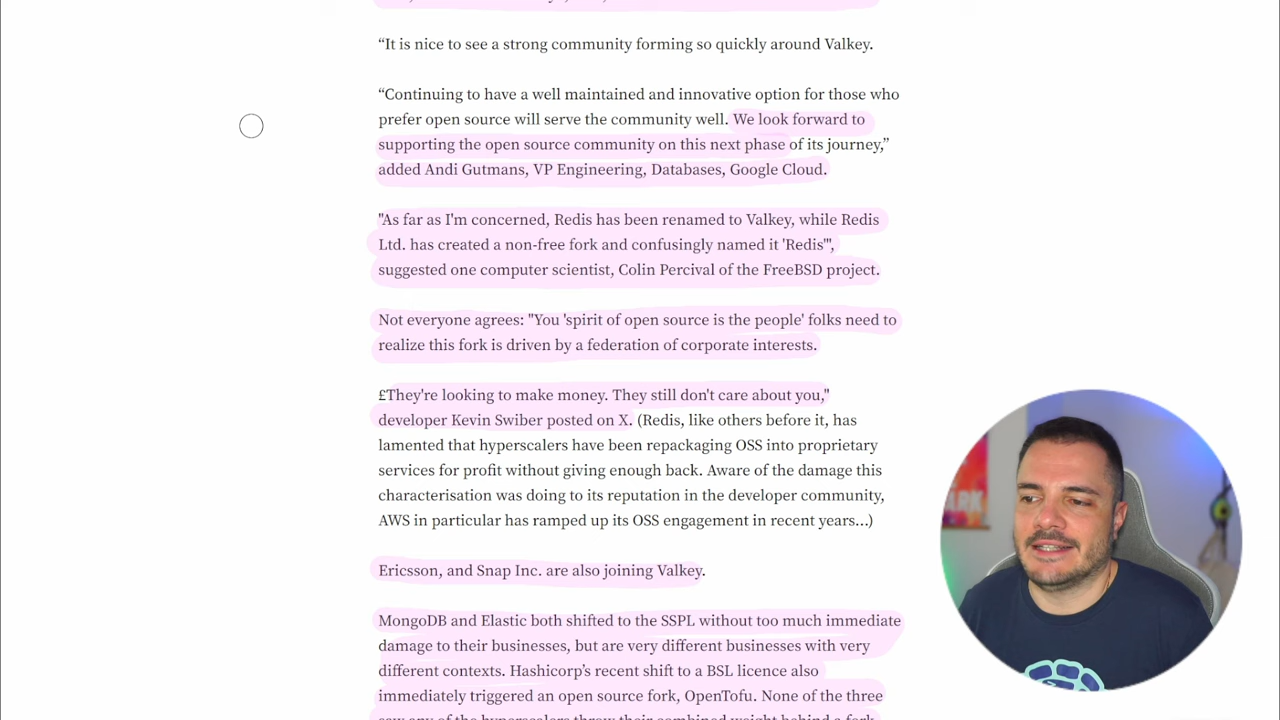 “It is nice to see a strong community forming so quickly around Valkey.
“Continuing to have a well maintained and innovative option for those who
prefer open source will serve the community well. We look forward to
supporting the open source community on this next phase of its journey,”
added Andi Gutmans, VP Engineering, Databases, Google Cloud.
"As far as I'm concerned, Redis has been renamed to Valkey, while Redis
Ltd. has created a non-free fork and confusingly named it 'Redis'",
suggested one computer scientist, Colin Percival of the FreeBSD project.
Not everyone agrees: "You 'spirit of open source is the people' folks need to
realize this fork is driven by a federation of corporate interests.
£They're looking to make money. They still don't care about you,"
developer Kevin Swiber posted on X. (Redis, like others before it, has
lamented that hyperscalers have been repackaging OSS into proprietary
services for profit without giving enough back. Aware of the damage this
characterisation was doing to its reputation in the developer community,
AWS in particular has ramped up its OSS engagement in recent years…)
Ericsson, and Snap Inc. are also joining Valkey.
MongoDB and Elastic both shifted to the SSPL without too much immediate
damage to their businesses, but are very different businesses with very
different contexts. Hashicorp’s recent shift to a BSL licence also
immediately triggered an open source fork, OpenTofu. None of the three
saw any of the hyperscalers throw their combined weight behind a fork